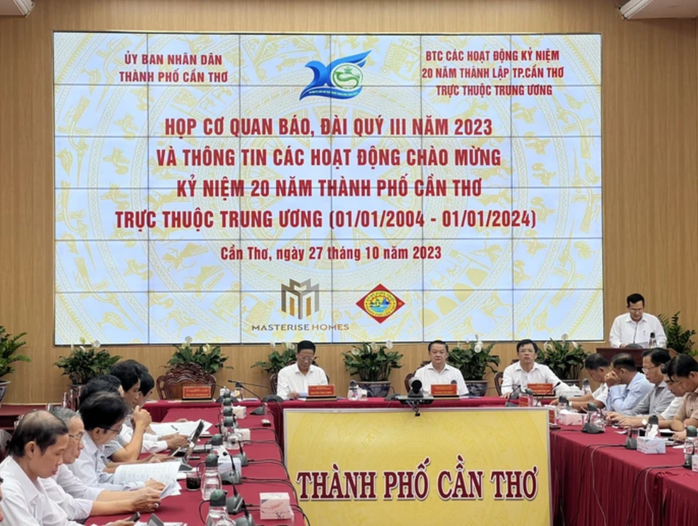 ỦY BAN NHÂN DÂN
THÀNH PHỐ CẦN THƠ
BTC CÁC HOẠT ĐỘNG KỶ NIỆM
20 NĂM THÀNH LẬP TP.CẦN THƠ
TRỰC THUỘC TRUNG ƯƠNG
HỌP CƠ QUAN BÁO, ĐÀI QUÝ III NĂM 2023
VÀ THÔNG TIN CÁC HOẠT ĐỘNG CHÀO MỪNG
KỶ NIỆM 20 NĂM THÀNH PHỐ CẦN THƠ
TRỰC THUỘC TRUNG ƯƠNG (01/01/2004 - 01/01/2024)
Cần Thơ, ngày 27 tháng 10 năm 2023
MASTERISE HOMES
THÀNH PHỐ CẦN THƠ